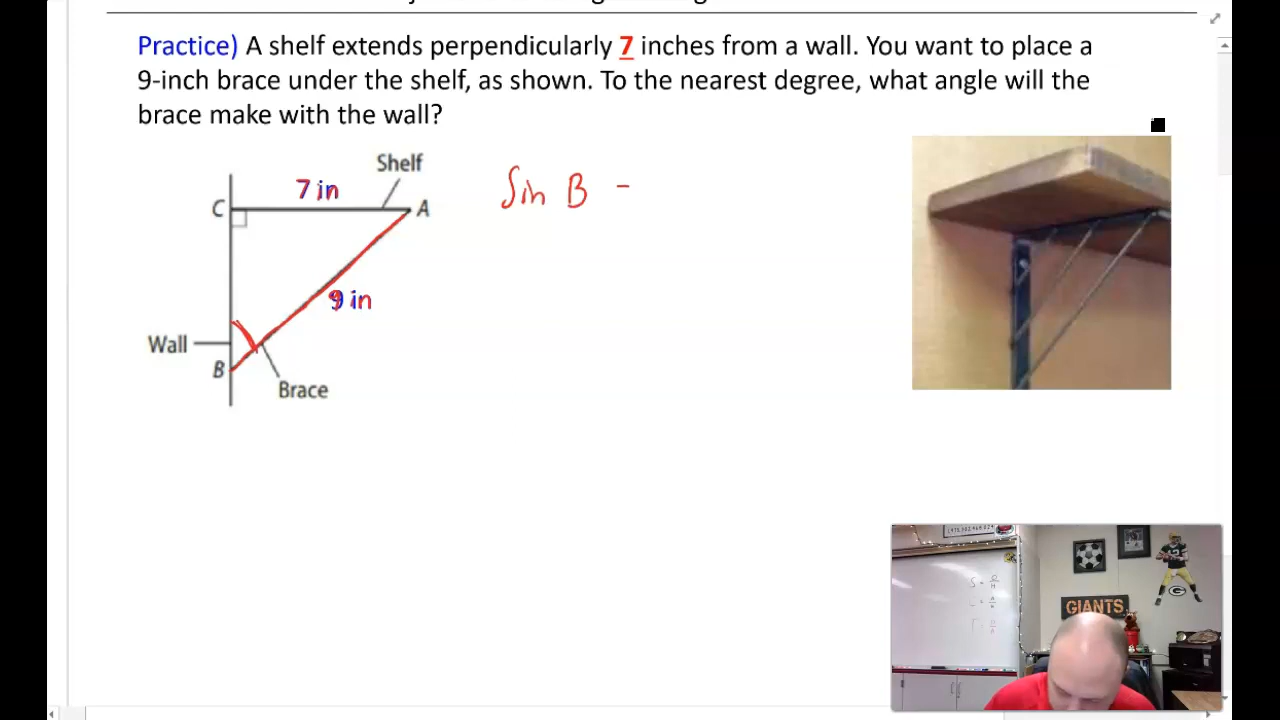 Practice) A shelf extends perpendicularly 7 inches from a wall. You want to place a
9-inch brace under the shelf, as shown. To the nearest degree, what angle will the
brace make with the wall?
Shelf
7 in
C
A
Sin B =
9 in
Wall
B
Brace
GIANTS
G
S = O/H
= A/H
T = O/A